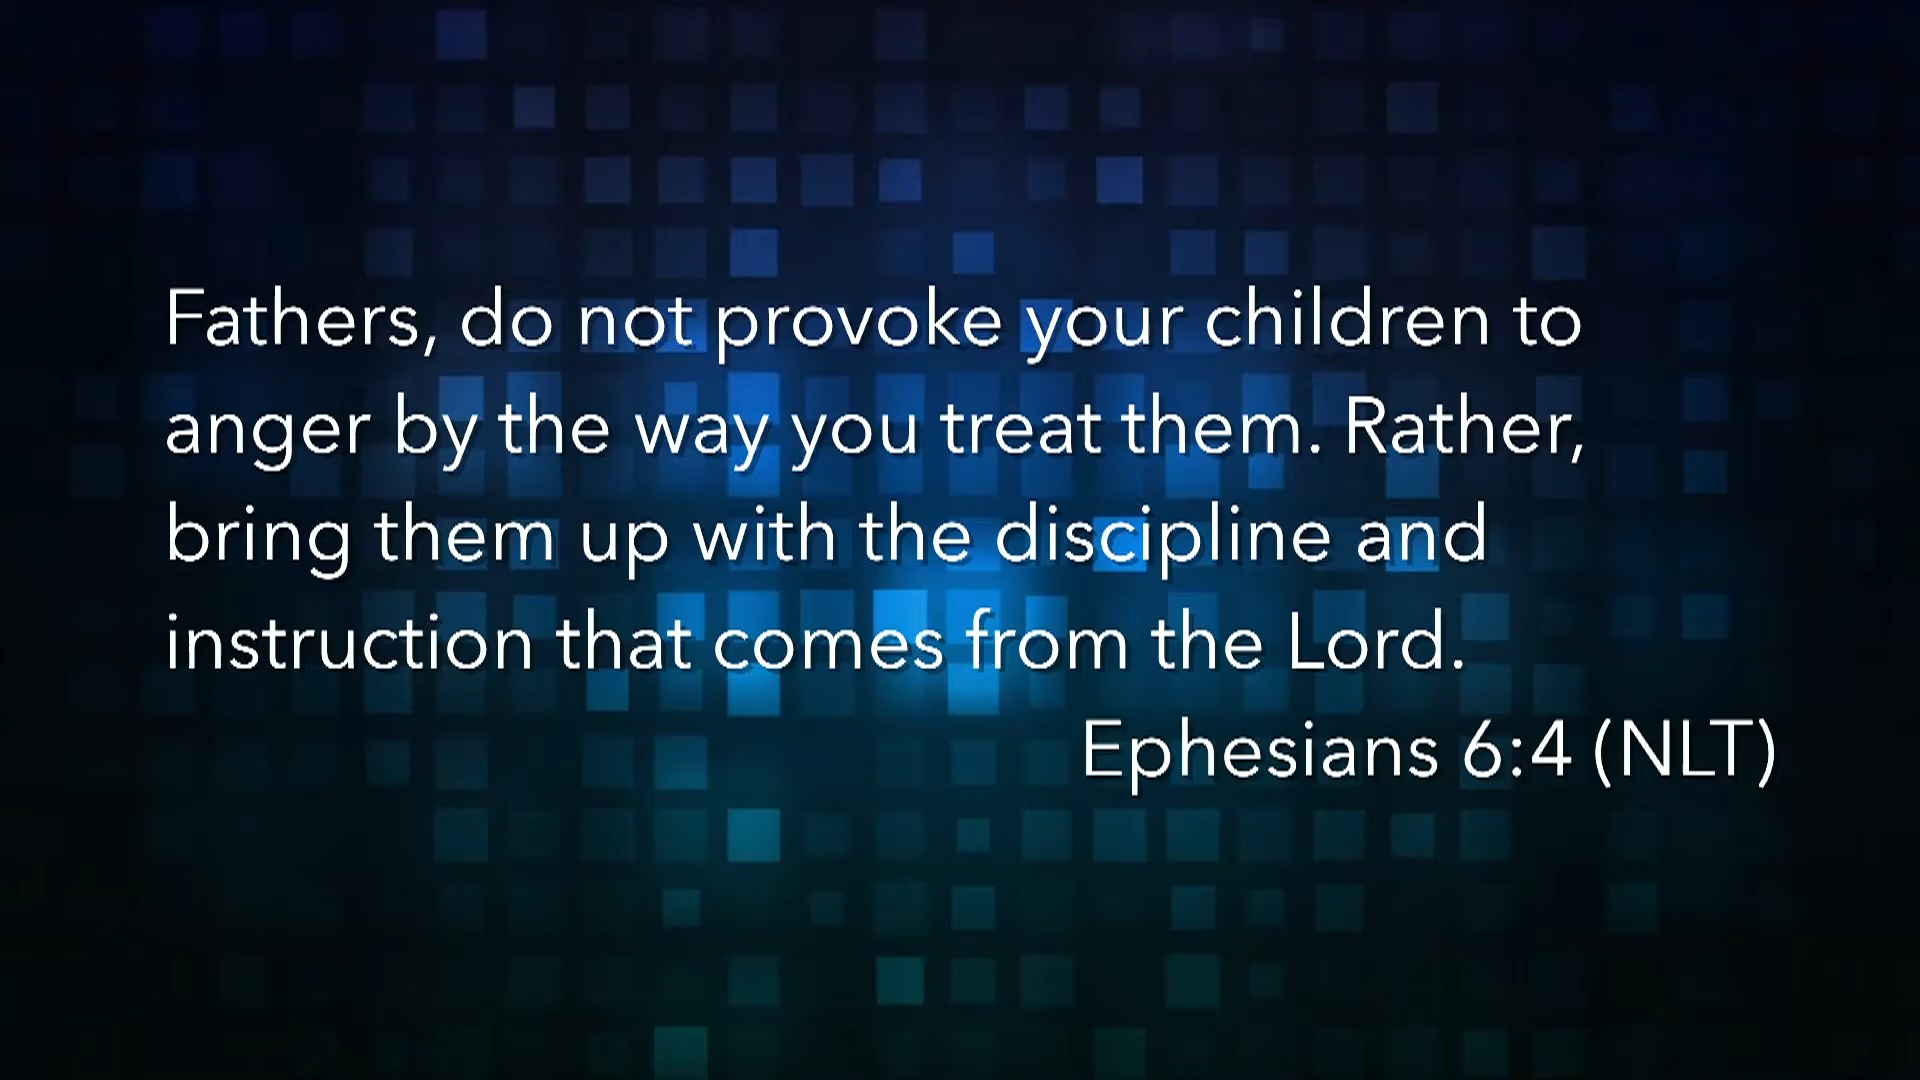 Fathers, do not provoke your children to
anger by the way you treat them. Rather,
bring them up with the discipline and
instruction that comes from the Lord.
Ephesians 6:4 (NLT)